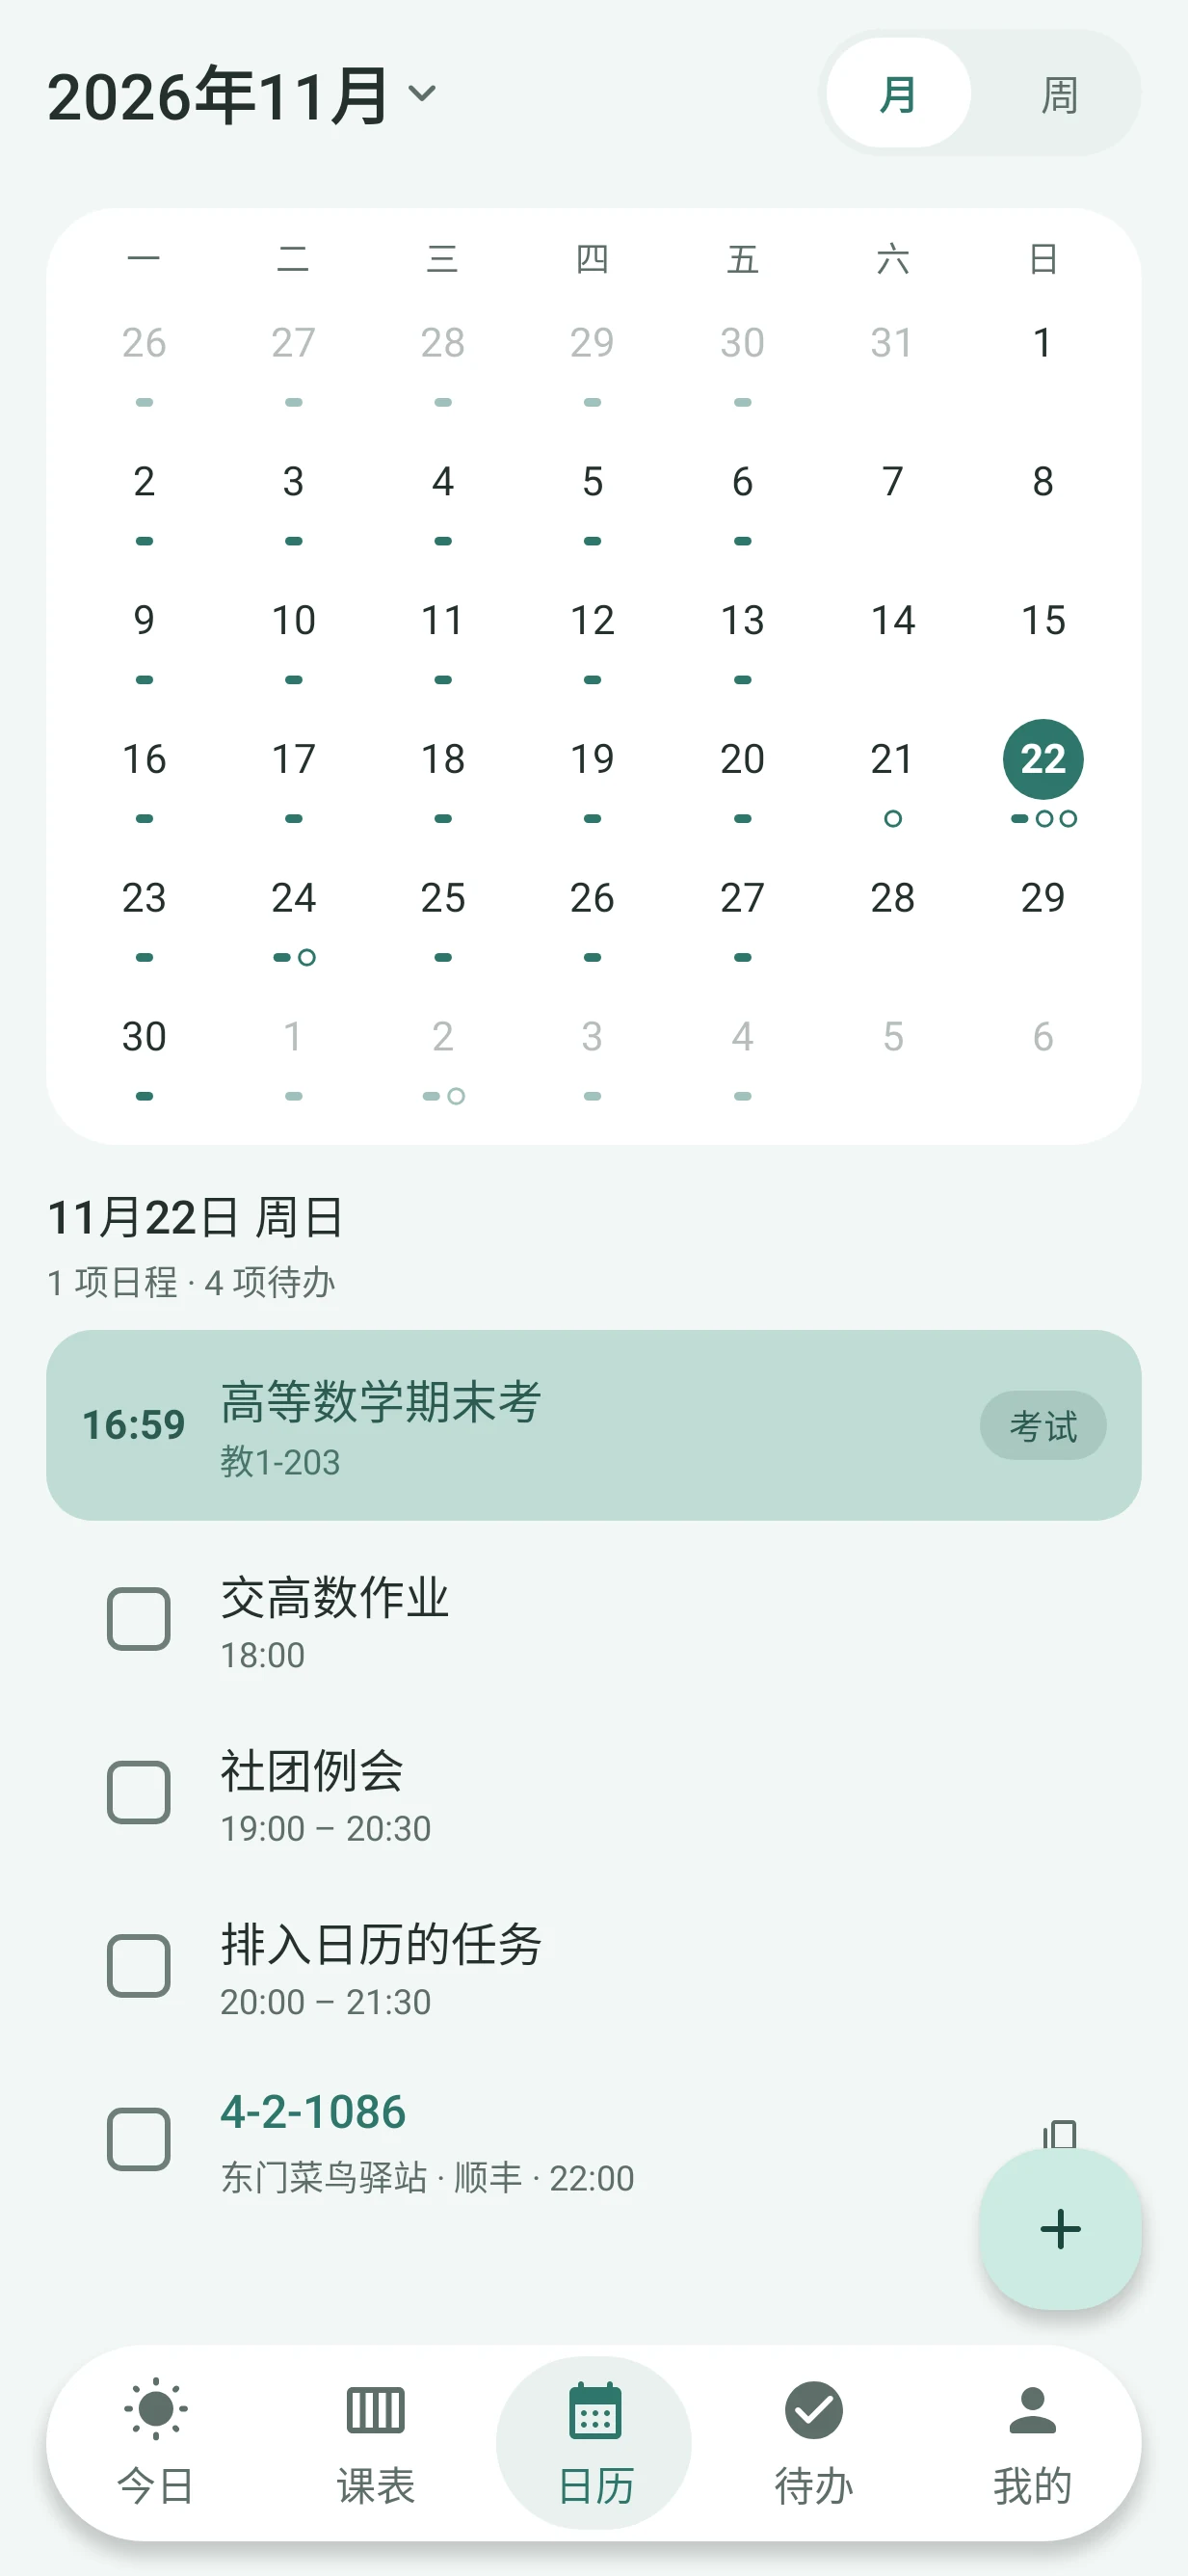 2026年11月
月 周
一 二 三 四 五 六 日
26 27 28 29 30 31 1
2 3 4 5 6 7 8
9 10 11 12 13 14 15
16 17 18 19 20 21 22
23 24 25 26 27 28 29
30 1 2 3 4 5 6
11月22日 周日
1 项日程 · 4 项待办
16:59 高等数学期末考 考试
教1-203
交高数作业
18:00
社团例会
19:00 – 20:30
排入日历的任务
20:00 – 21:30
4-2-1086
东门菜鸟驿站 · 顺丰 · 22:00
今日 课表 日历 待办 我的